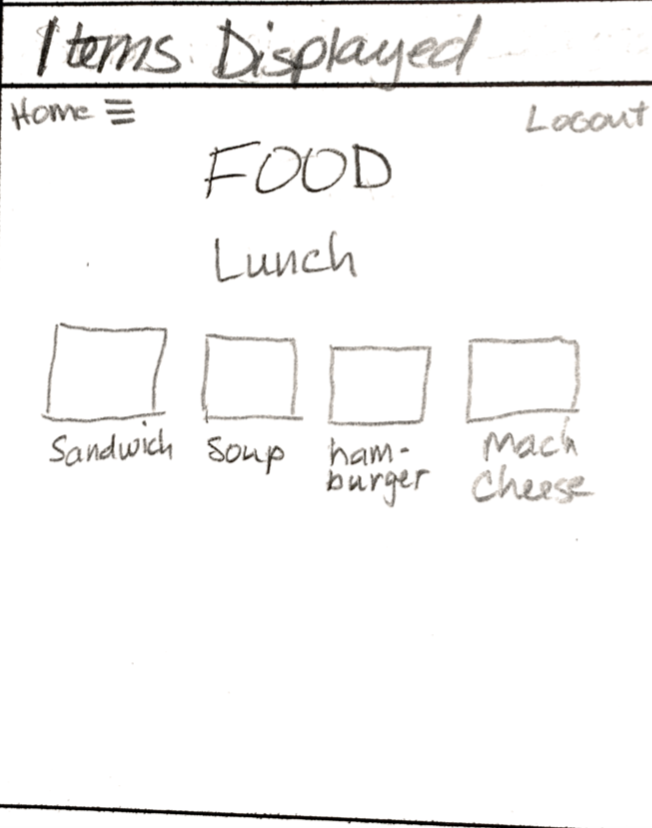 Items Displayed
Home Logout
FOOD
Lunch
Sandwich Soup ham- Mach
burger Cheese